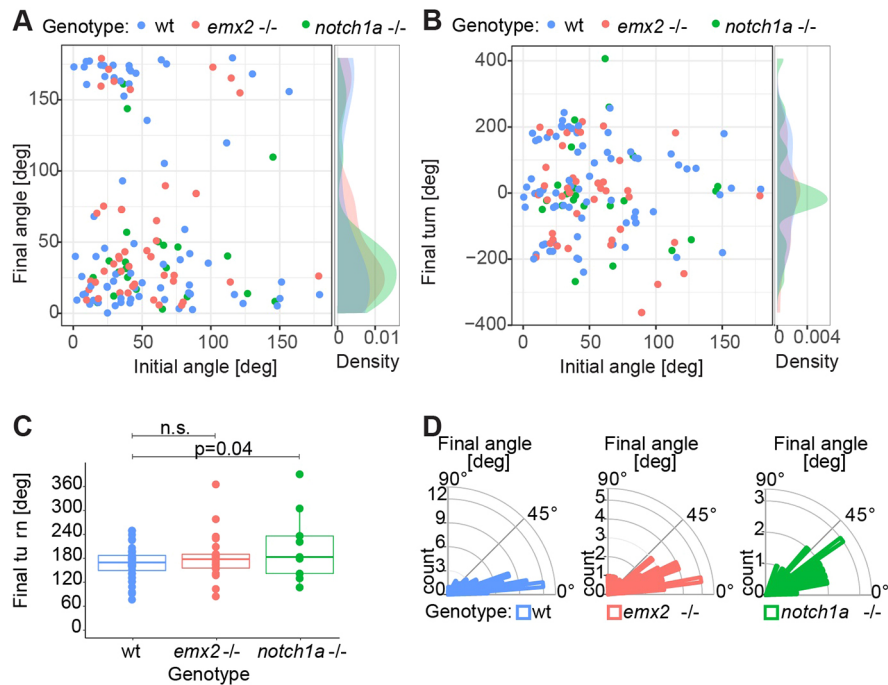 A
Genotype: wt emx2 -/- notch1a -/-
Final angle [deg]
150
100
50
0
0 50 100 150
Initial angle [deg]
0 0.01
Density
B
Genotype: wt emx2 -/- notch1a -/-
Final turn [deg]
400
200
0
−200
−400
0 50 100 150
Initial angle [deg]
0 0.004
Density
C
n.s.
p=0.04
Final tu rn [deg]
360
300
240
180
120
60
0
wt emx2 -/- notch1a -/-
Genotype
D
Final angle
[deg]
90°
45°
0°
12
9
6
3
0
count
Final angle
[deg]
90°
45°
0°
5
4
3
2
1
0
count
Final angle
[deg]
90°
45°
0°
3
2
1
0
count
Genotype: wt emx2 -/- notch1a -/-